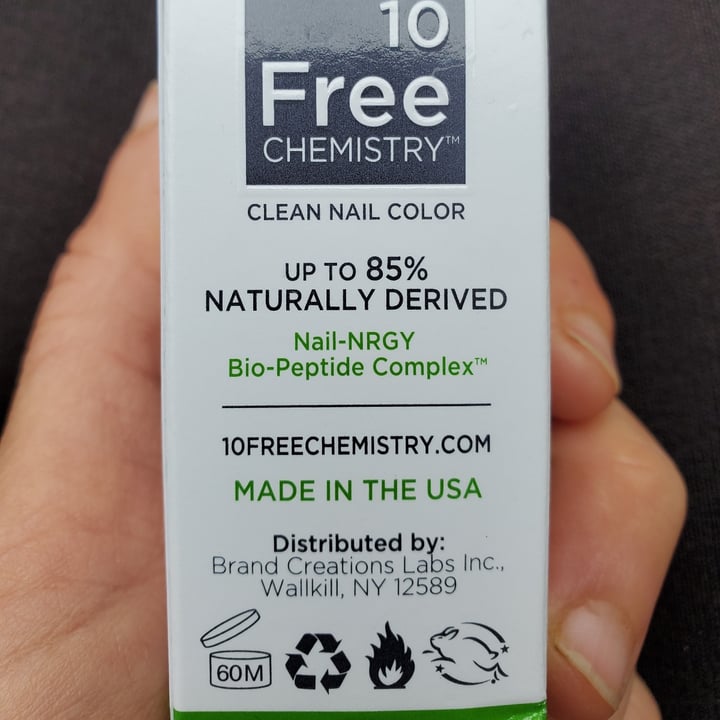 10
Free
CHEMISTRY™
CLEAN NAIL COLOR
UP TO 85%
NATURALLY DERIVED
Nail-NRGY
Bio-Peptide Complex™
10FREECHEMISTRY.COM
MADE IN THE USA
Distributed by:
Brand Creations Labs Inc.,
Wallkill, NY 12589
60M